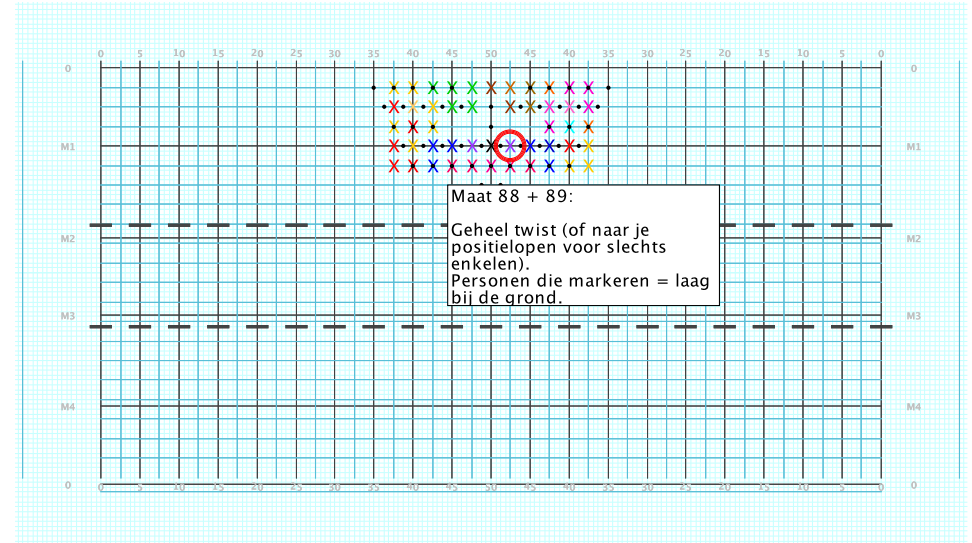 0 5 10 15 20 25 30 35 40 45 50 45 40 35 30 25 20 15 10 5 0
0 0
M1 M1
Maat 88 + 89:
Geheel twist (of naar je
positielopen voor slechts
enkelen).
Personen die markeren = laag
bij de grond.
M2 M2
M3 M3
M4 M4
0 0
0 5 10 15 20 25 30 35 40 45 50 45 40 35 30 25 20 15 10 5 0